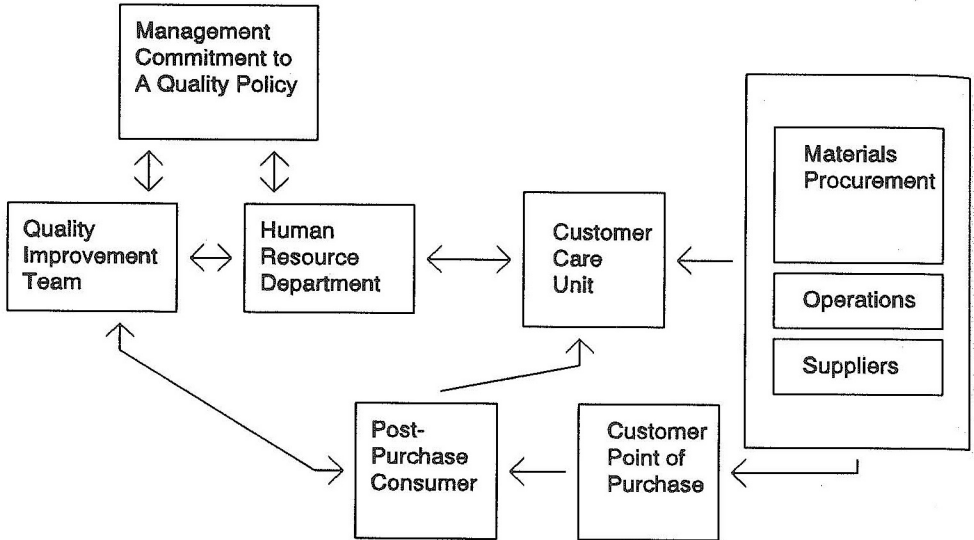 Management
Commitment to
A Quality Policy
Quality
Improvement
Team
Human
Resource
Department
Customer
Care
Unit
Materials
Procurement
Operations
Suppliers
Post-
Purchase
Consumer
Customer
Point of
Purchase